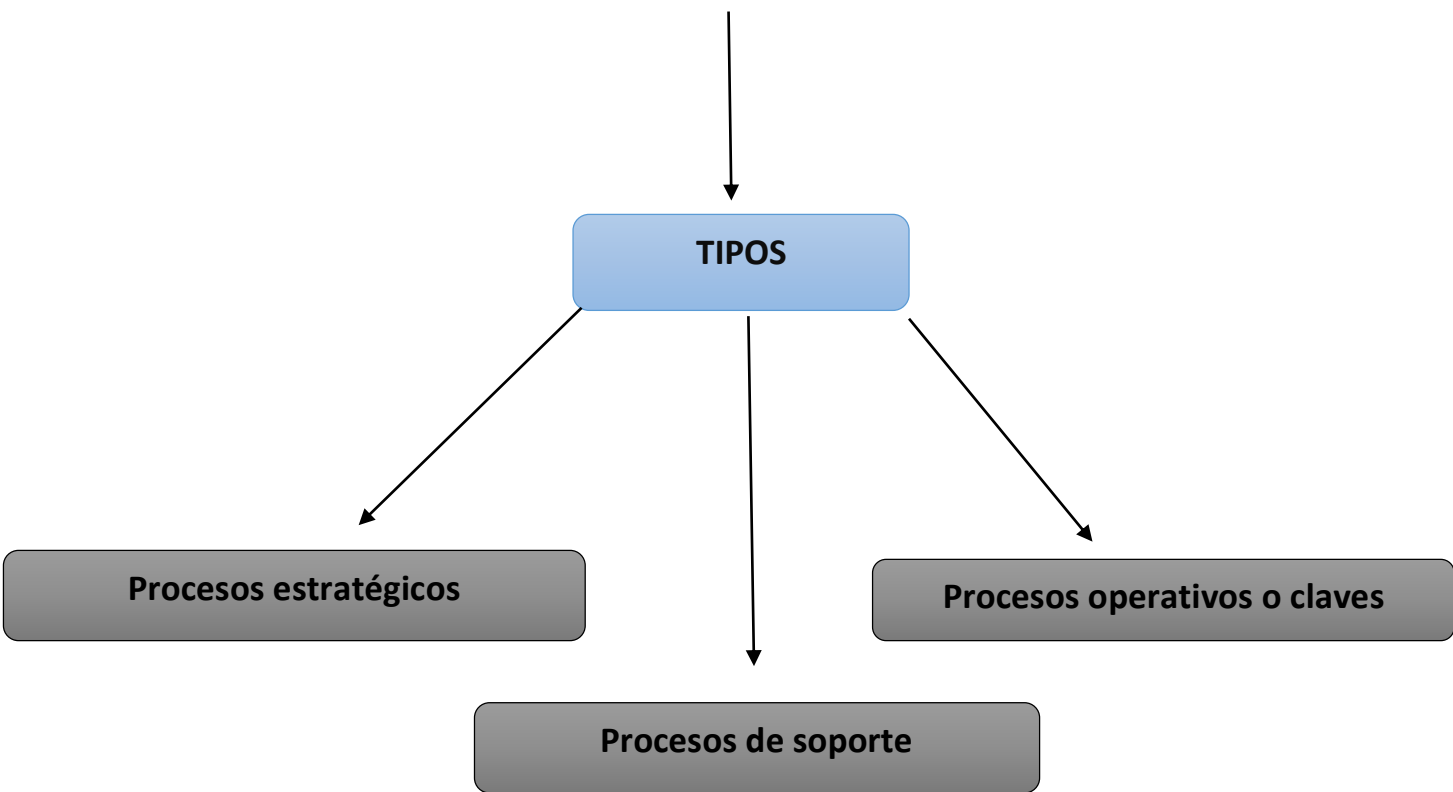 TIPOS
Procesos estratégicos
Procesos operativos o claves
Procesos de soporte